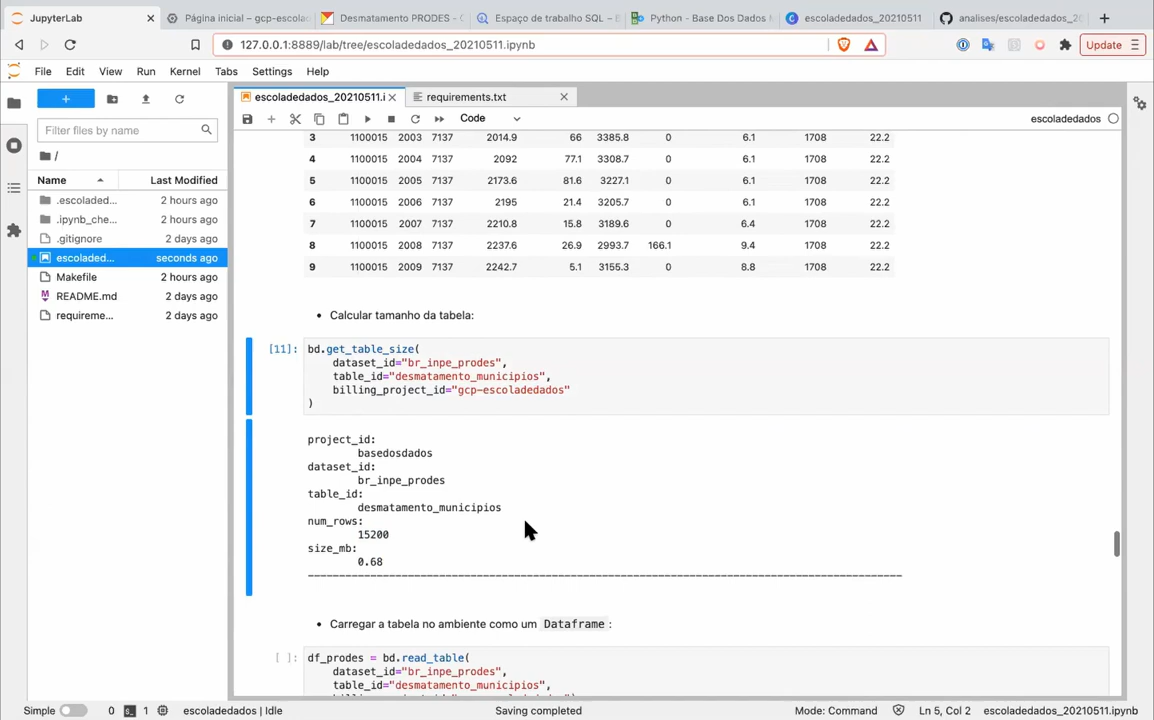 JupyterLab
Página inicial – gcp-escolad
Desmatamento PRODES - C
Espaço de trabalho SQL – B
Python - Base Dos Dados M
escoladedados_20210511
analises/escoladedados_20
127.0.0.1:8889/lab/tree/escoladedados_20210511.ipynb
Update
File Edit View Run Kernel Tabs Settings Help
escoladedados_20210511.i
requirements.txt
Filter files by name
Code
escoladedados
/
Name Last Modified
.escoladed... 2 hours ago
.ipynb_che... 2 hours ago
.gitignore 2 days ago
escoladed... seconds ago
Makefile 2 hours ago
README.md 2 days ago
requireme... 2 days ago
3 1100015 2003 7137 2014.9 66 3385.8 0 6.1 1708 22.2
4 1100015 2004 7137 2092 77.1 3308.7 0 6.1 1708 22.2
5 1100015 2005 7137 2173.6 81.6 3227.1 0 6.1 1708 22.2
6 1100015 2006 7137 2195 21.4 3205.7 0 6.1 1708 22.2
7 1100015 2007 7137 2210.8 15.8 3189.6 0 6.4 1708 22.2
8 1100015 2008 7137 2237.6 26.9 2993.7 166.1 9.4 1708 22.2
9 1100015 2009 7137 2242.7 5.1 3155.3 0 8.8 1708 22.2
• Calcular tamanho da tabela:
[11]: bd.get_table_size(
dataset_id="br_inpe_prodes",
table_id="desmatamento_municipios",
billing_project_id="gcp-escoladedados"
)
project_id:
basedosdados
dataset_id:
br_inpe_prodes
table_id:
desmatamento_municipios
num_rows:
15200
size_mb:
0.68
• Carregar a tabela no ambiente como um Dataframe :
[ ]: df_prodes = bd.read_table(
dataset_id="br_inpe_prodes",
table_id="desmatamento_municipios",
Simple 0 1 escoladedados | Idle Saving completed Mode: Command Ln 5, Col 2 escoladedados_20210511.ipynb